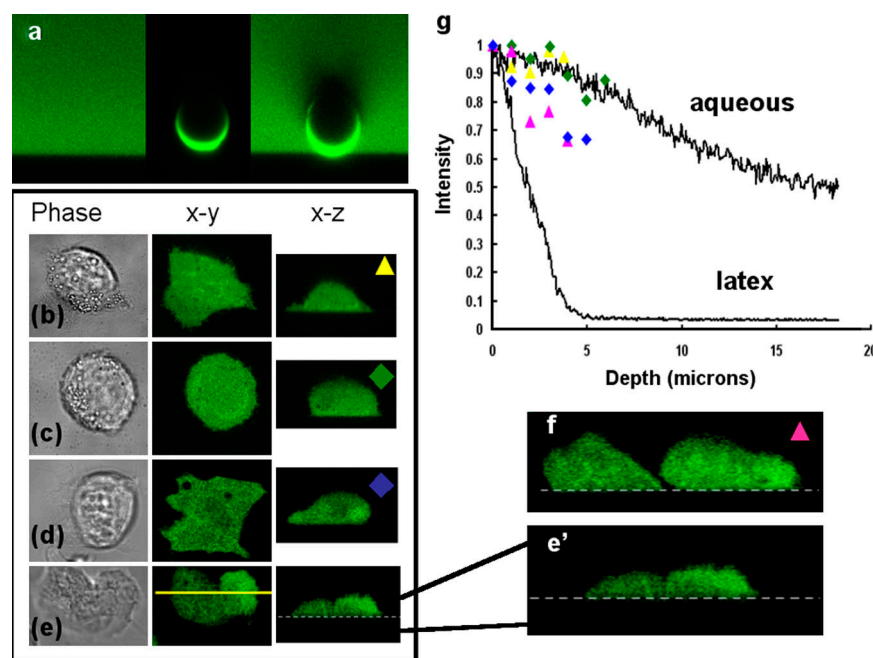 a
Phase x-y x-z
(b)
(c)
(d)
(e)
g
Intensity
1
0.9
0.8
0.7
0.6
0.5
0.4
0.3
0.2
0.1
0
0 5 10 15 20
Depth (microns)
aqueous
latex
f
e’